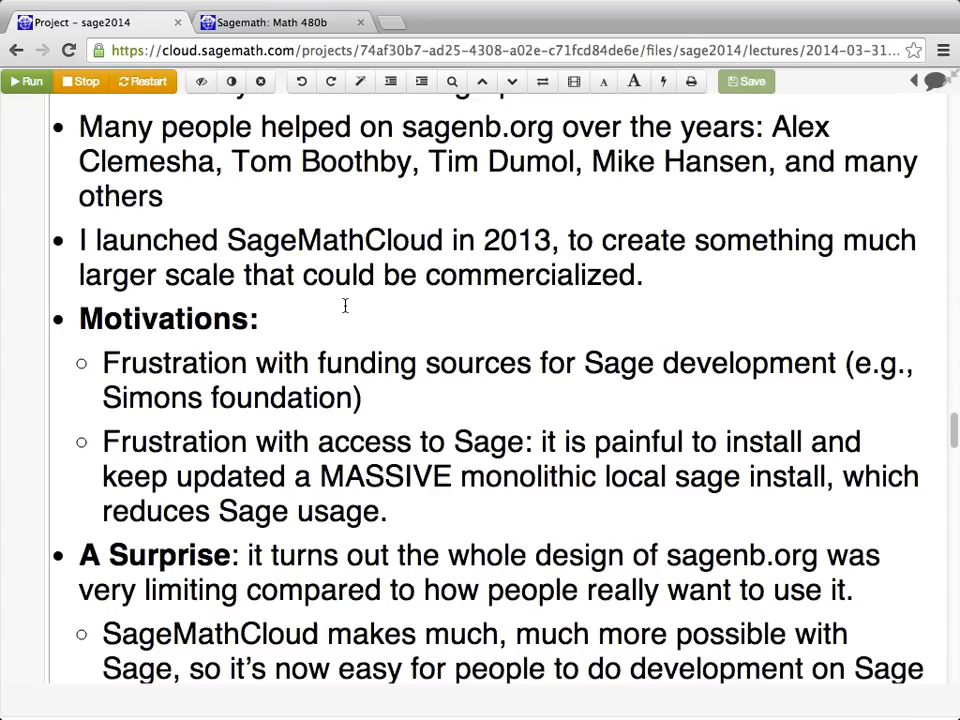 Project – sage2014
Sagemath: Math 480b
https://cloud.sagemath.com/projects/74af30b7-ad25-4308-a02e-c71fcd84de6e/files/sage2014/lectures/2014-03-31...
Run
Stop
Restart
A
A
Save
• Many people helped on sagenb.org over the years: Alex
Clemesha, Tom Boothby, Tim Dumol, Mike Hansen, and many
others
• I launched SageMathCloud in 2013, to create something much
larger scale that could be commercialized.
• Motivations:
○ Frustration with funding sources for Sage development (e.g.,
Simons foundation)
○ Frustration with access to Sage: it is painful to install and
keep updated a MASSIVE monolithic local sage install, which
reduces Sage usage.
• A Surprise: it turns out the whole design of sagenb.org was
very limiting compared to how people really want to use it.
○ SageMathCloud makes much, much more possible with
Sage, so it’s now easy for people to do development on Sage